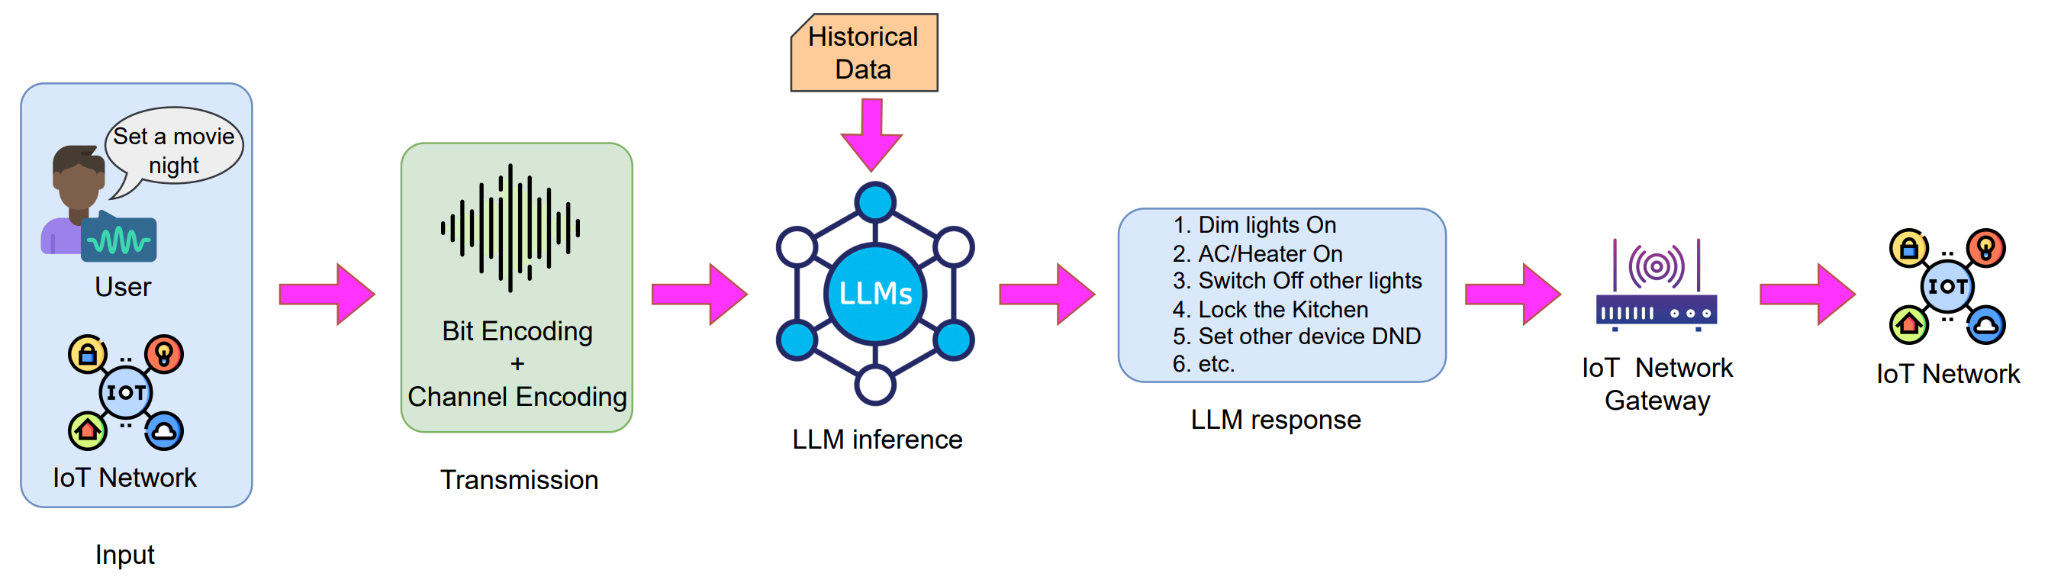 Set a movie
night
User
IOT
IoT Network
Input
Bit Encoding
+
Channel Encoding
Transmission
Historical
Data
LLMs
LLM inference
1. Dim lights On
2. AC/Heater On
3. Switch Off other lights
4. Lock the Kitchen
5. Set other device DND
6. etc.
LLM response
IoT Network
Gateway
IOT
IoT Network